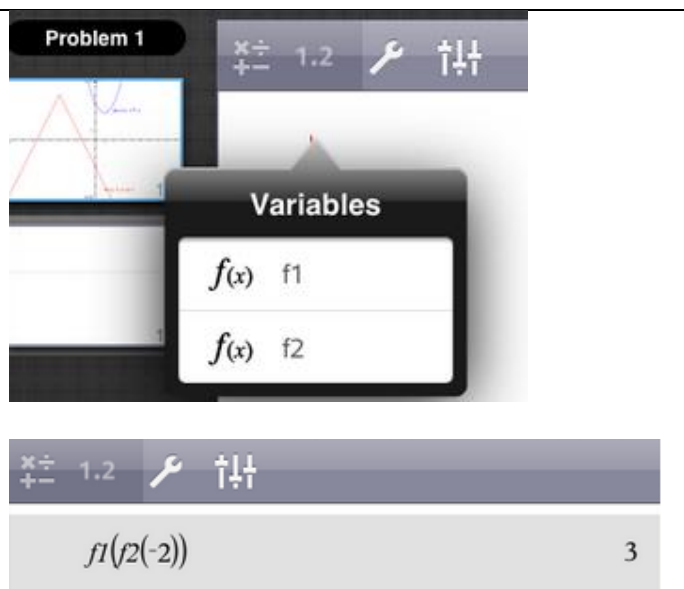 Problem 1
1.2
Variables
f(x) f1
f(x) f2
1.2
f1(f2(-2)) 3